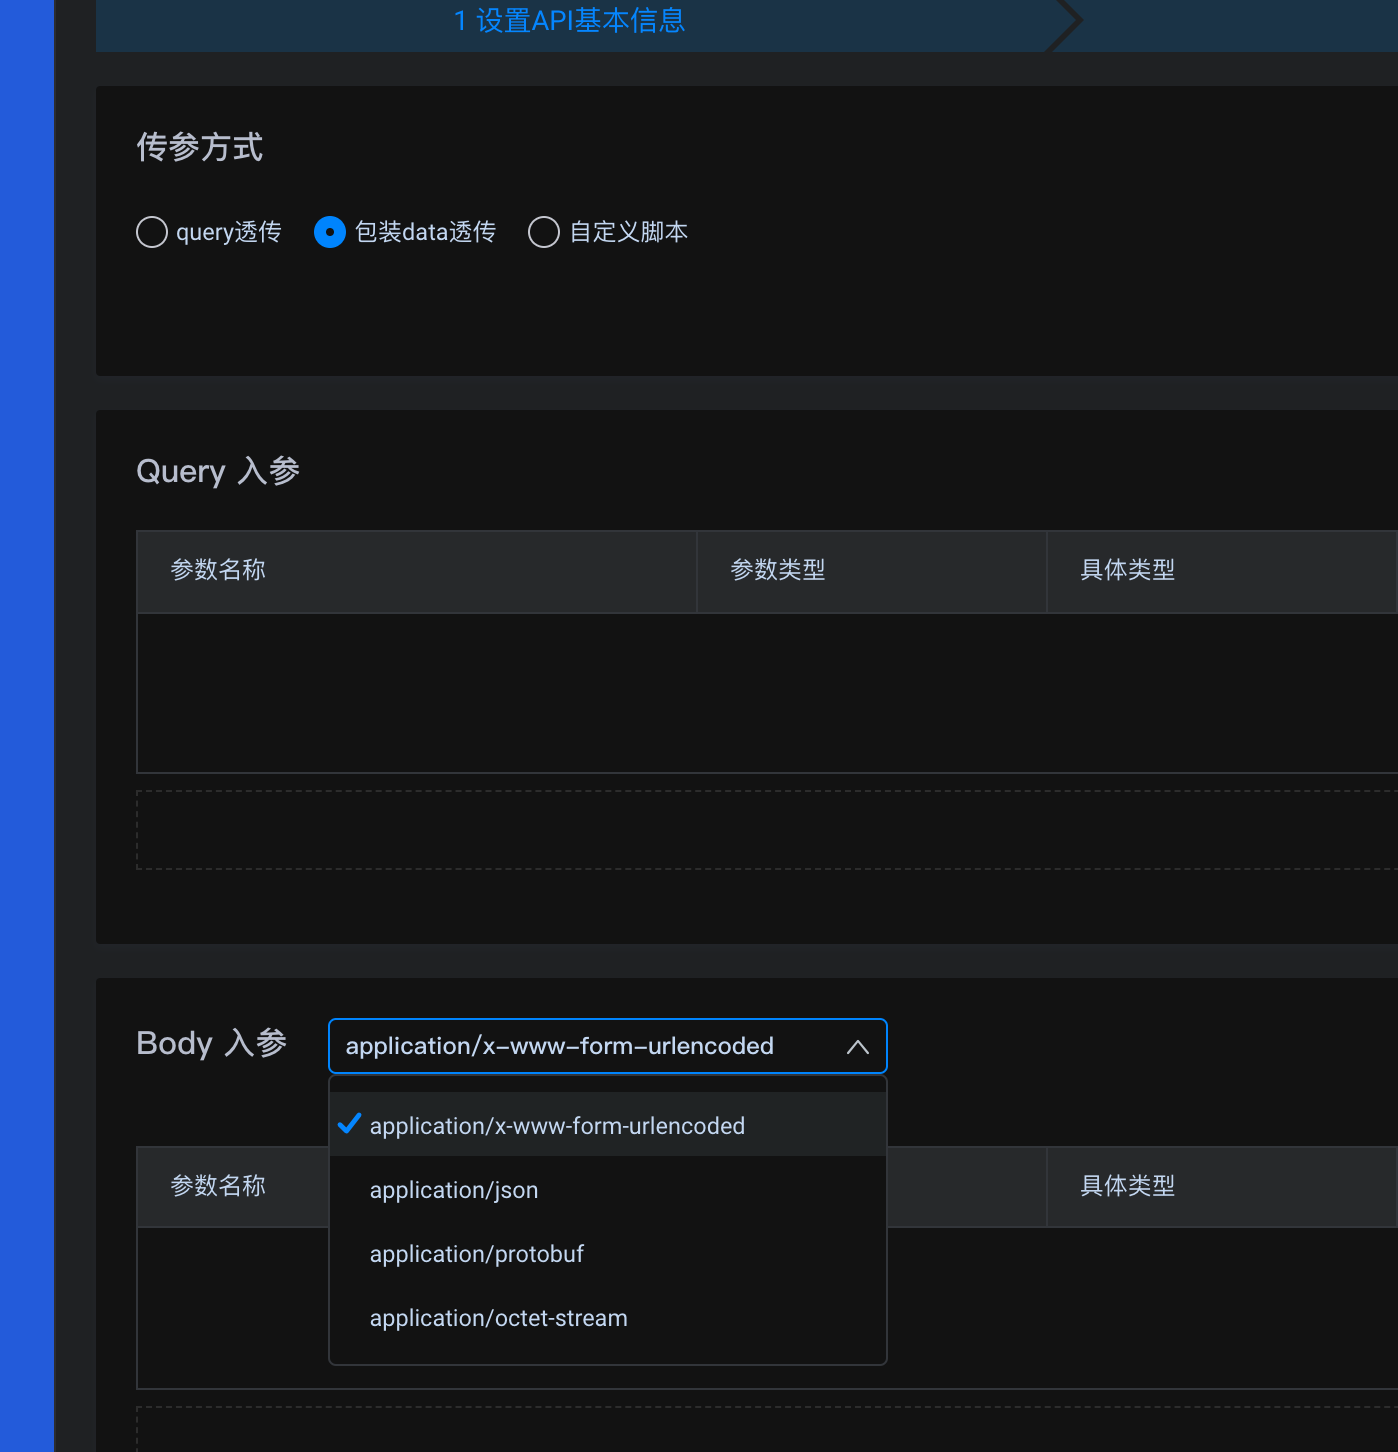 1 设置API基本信息
传参方式
query透传 包装data透传 自定义脚本
Query 入参
参数名称 参数类型 具体类型
Body 入参 application/x-www-form-urlencoded
application/x-www-form-urlencoded
参数名称 具体类型
application/json
application/protobuf
application/octet-stream